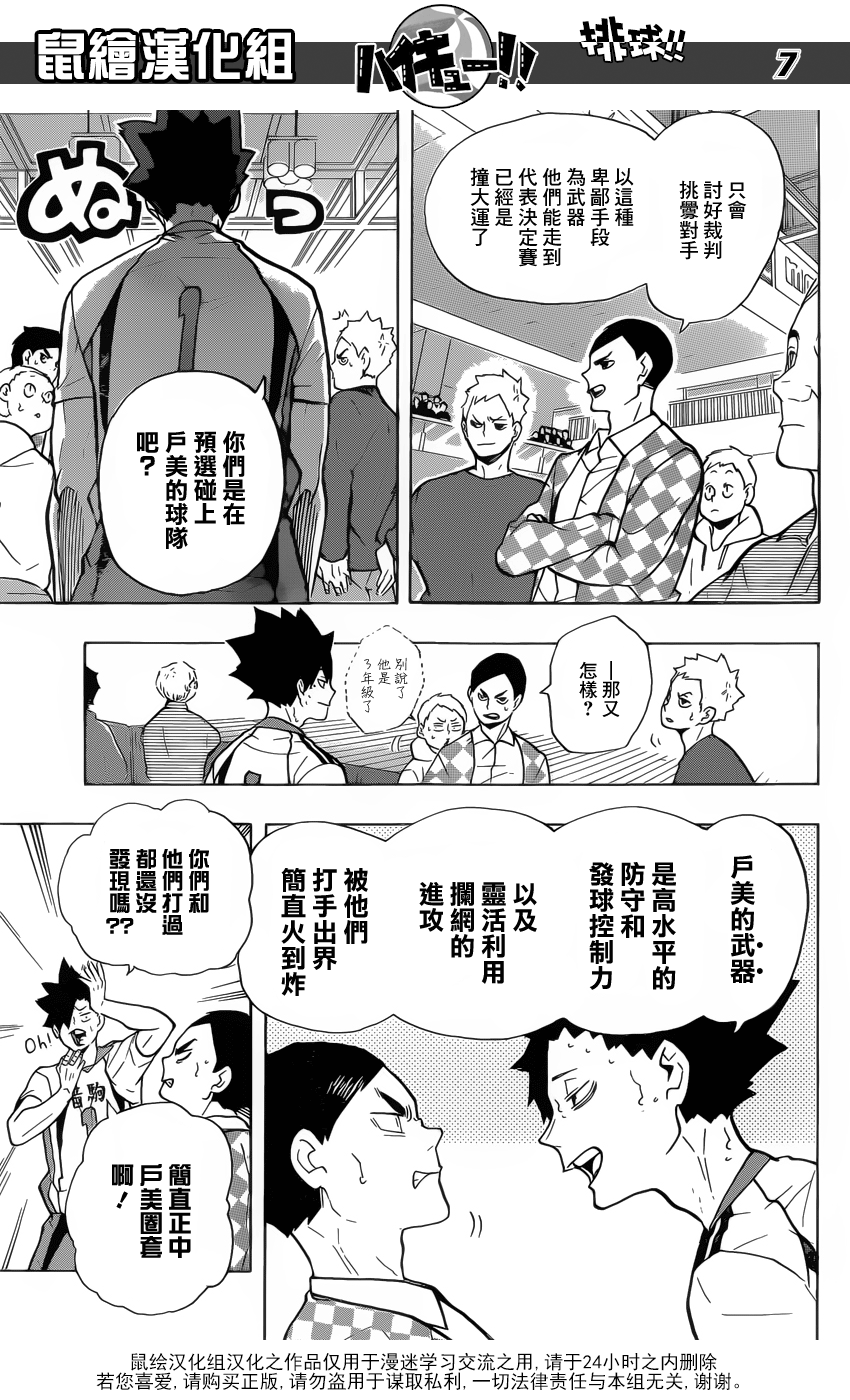 鼠繪漢化組
ハイキュー!!
排球!!
7
只會
討好裁判
挑釁對手
以這種
卑鄙手段
為武器
他們能走到
代表決定賽
已經是
撞大運了
ぬっ
1
你們是在
預選碰上
戶美的球隊
吧?
—那又
怎樣?
別說了
他是
3年級了
戶美的武器
是高水平的
防守和
發球控制力
以及
靈活利用
攔網的
進攻
被他們
打手出界
簡直火到炸
你們和
他們打過
都還沒
發現嗎??
Oh!
音駒
1
簡直正中
戶美圈套
啊!
鼠绘汉化组汉化之作品仅用于漫迷学习交流之用,请于24小时之内删除
若您喜爱,请购买正版,请勿盗用于谋取私利,一切法律责任与本组无关,谢谢。